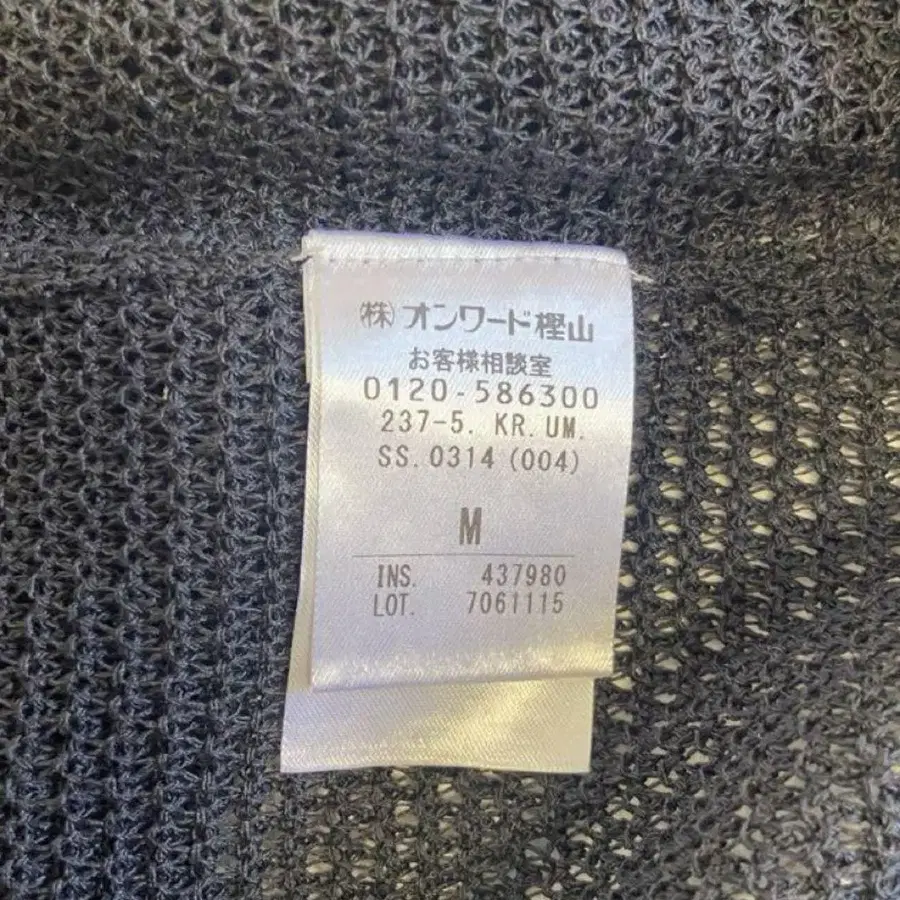 ㈱オンワード樫山
お客様相談室
0120-586300
237-5. KR. UM.
SS. 0314 (004)
M
INS. 437980
LOT. 7061115